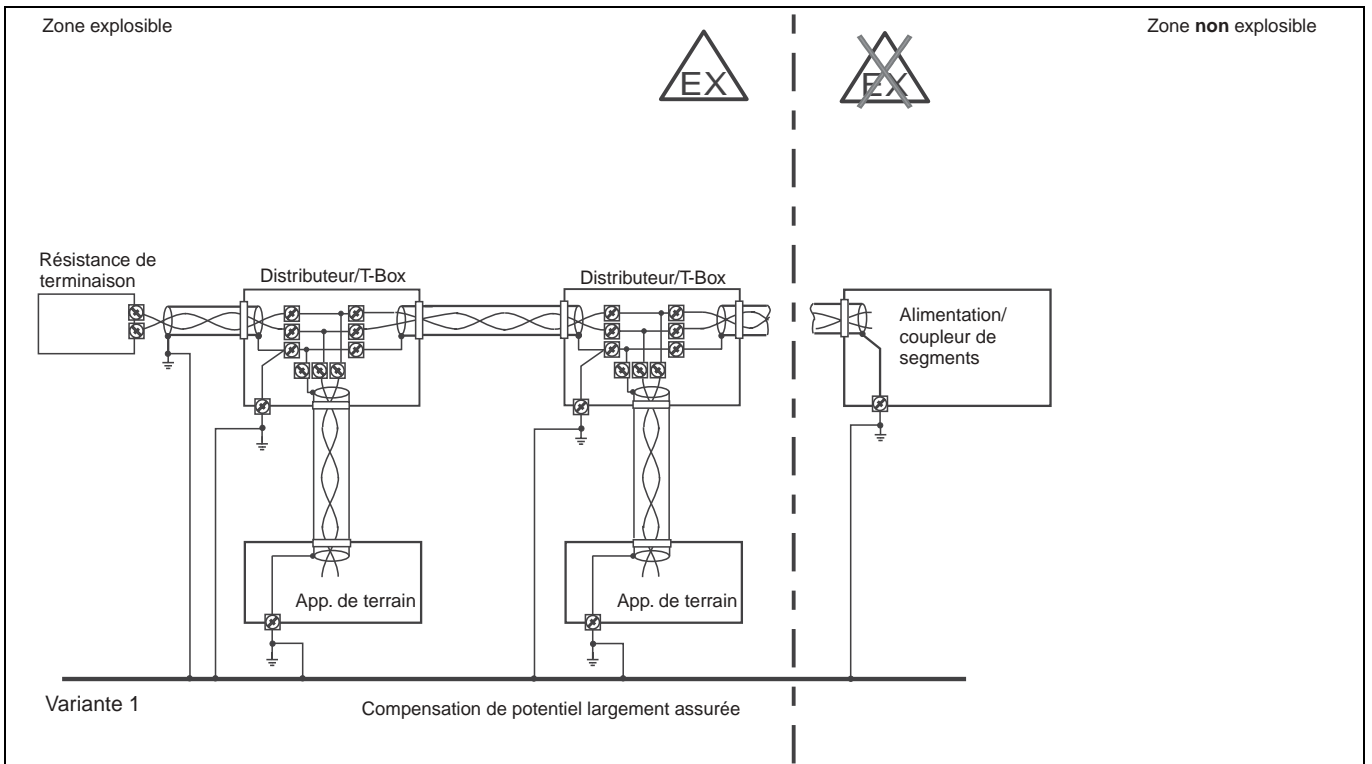 Zone explosible
Zone non explosible
EX
EX
Résistance de
terminaison
Distributeur/T-Box
Distributeur/T-Box
Alimentation/
coupleur de
segments
App. de terrain
App. de terrain
Variante 1
Compensation de potentiel largement assurée